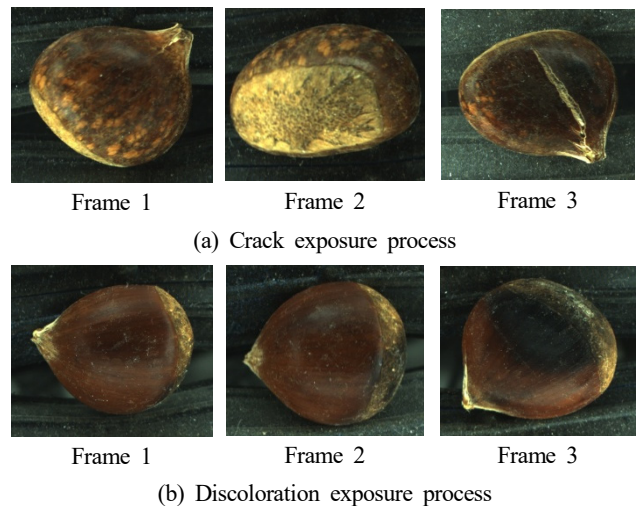 Frame 1 Frame 2 Frame 3
(a) Crack exposure process
Frame 1 Frame 2 Frame 3
(b) Discoloration exposure process